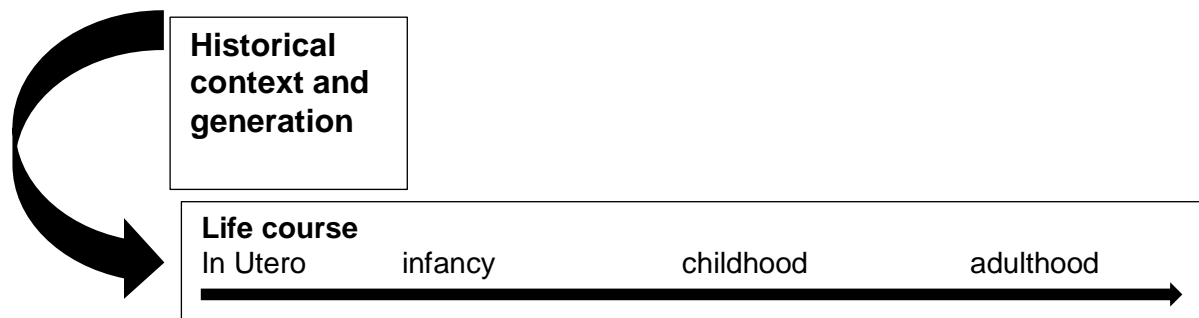 Historical
context and
generation
Life course
In Utero infancy childhood adulthood